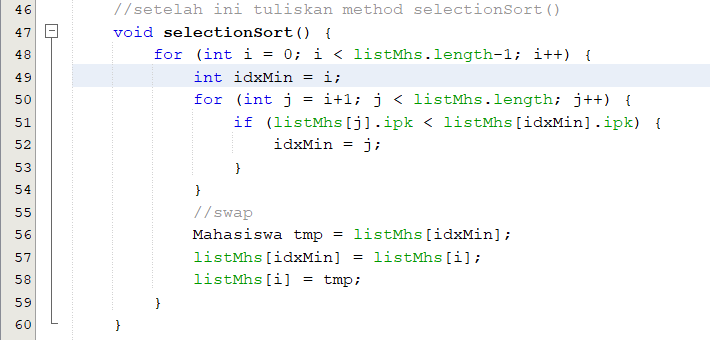 46 //setelah ini tuliskan method selectionSort()
47 void selectionSort() {
48 for (int i = 0; i < listMhs.length-1; i++) {
49 int idxMin = i;
50 for (int j = i+1; j < listMhs.length; j++) {
51 if (listMhs[j].ipk < listMhs[idxMin].ipk) {
52 idxMin = j;
53 }
54 }
55 //swap
56 Mahasiswa tmp = listMhs[idxMin];
57 listMhs[idxMin] = listMhs[i];
58 listMhs[i] = tmp;
59 }
60 }